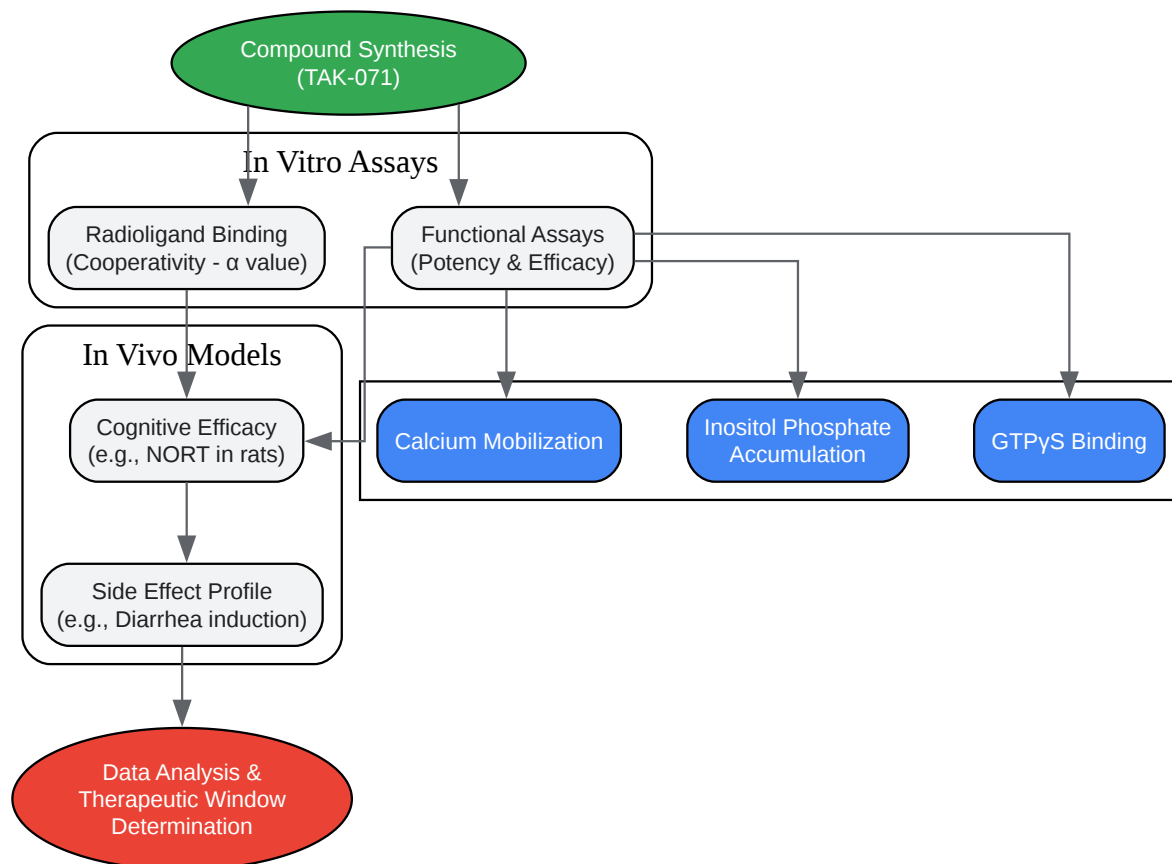 Compound Synthesis
(TAK-071)
In Vitro Assays
Radioligand Binding
(Cooperativity - α value)
Functional Assays
(Potency & Efficacy)
In Vivo Models
Cognitive Efficacy
(e.g., NORT in rats)
Calcium Mobilization
Inositol Phosphate
Accumulation
GTPγS Binding
Side Effect Profile
(e.g., Diarrhea induction)
Data Analysis &
Therapeutic Window
Determination